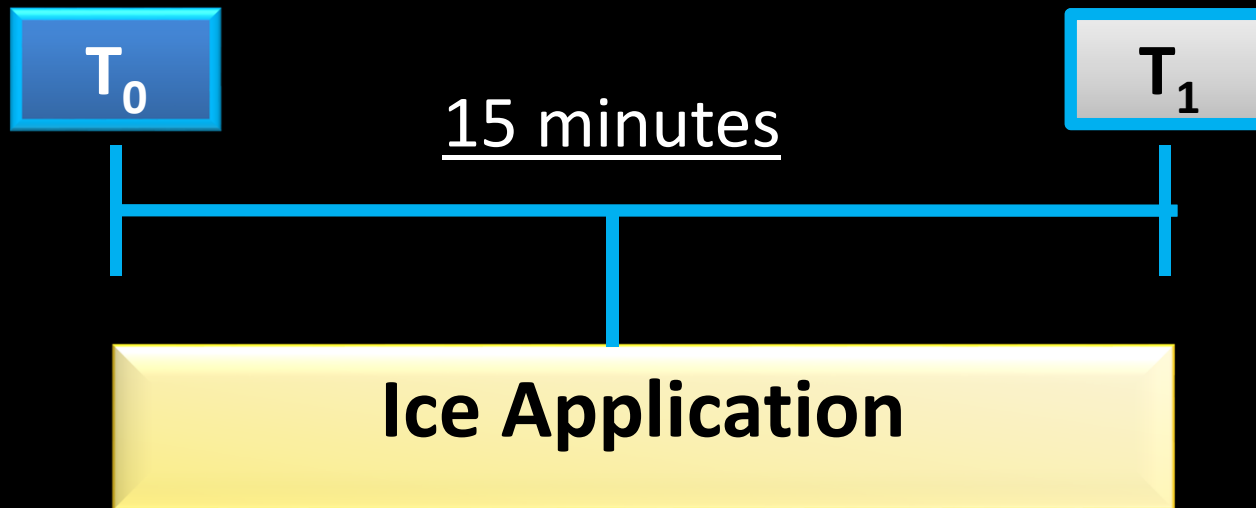 T₀
T₁
15 minutes
Ice Application